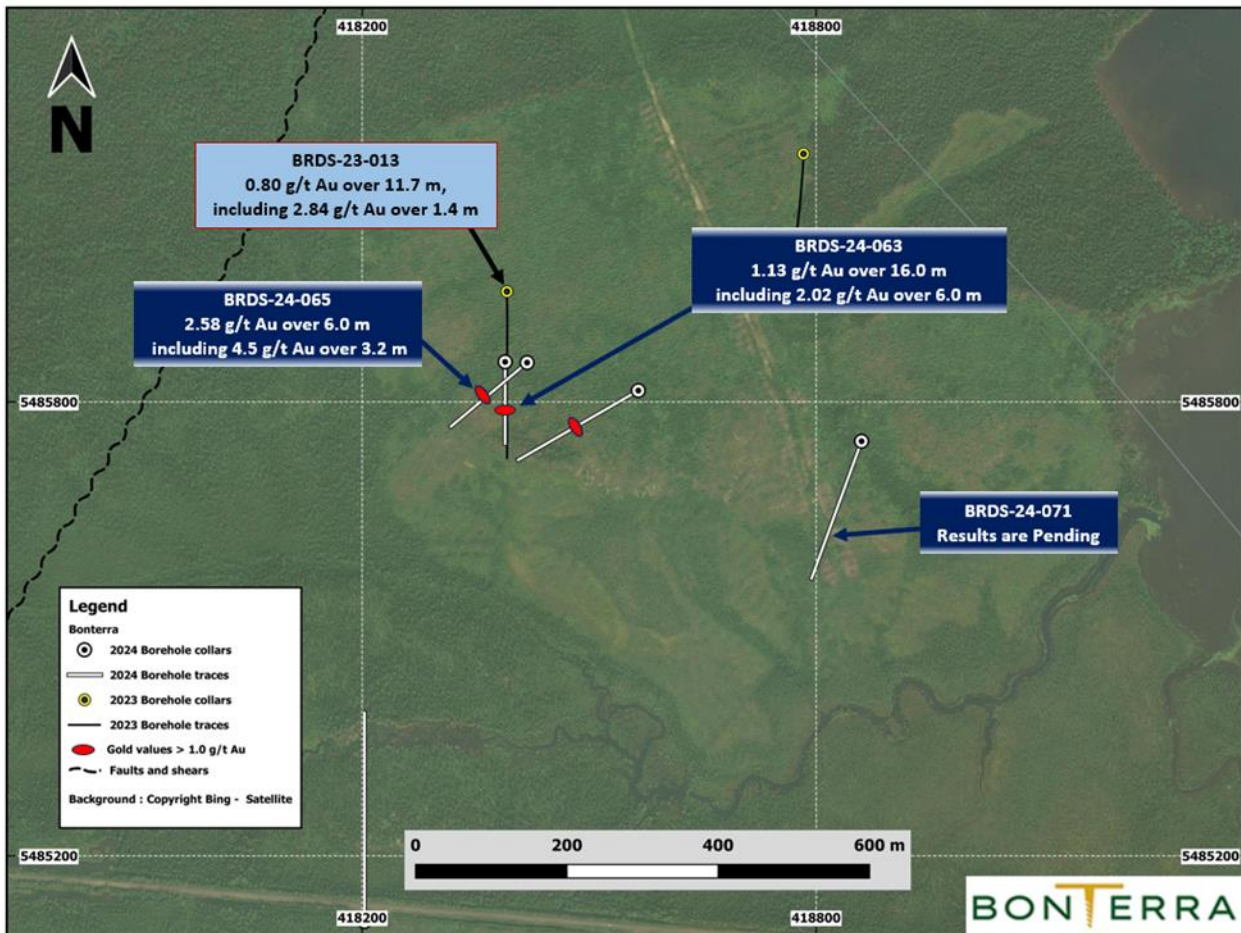 418200
418800
N
BRDS-23-013
0.80 g/t Au over 11.7 m,
including 2.84 g/t Au over 1.4 m
BRDS-24-063
1.13 g/t Au over 16.0 m
including 2.02 g/t Au over 6.0 m
BRDS-24-065
2.58 g/t Au over 6.0 m
including 4.5 g/t Au over 3.2 m
5485800
5485800
BRDS-24-071
Results are Pending
Legend
Bonterra
2024 Borehole collars
2024 Borehole traces
2023 Borehole collars
2023 Borehole traces
Gold values > 1.0 g/t Au
Faults and shears
Background : Copyright Bing - Satellite
0 200 400 600 m
5485200
5485200
418200
418800
BONTERRA